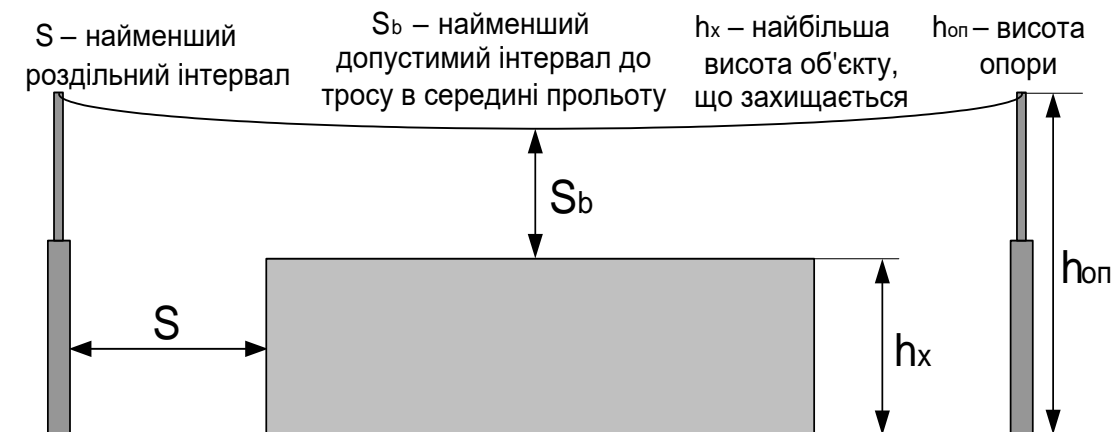 S – найменший
роздільний інтервал
Sb – найменший
допустимий інтервал до
тросу в середині прольоту
hx – найбільша
висота об'єкту,
що захищається
hоп – висота
опори
Sb
S
hx
hоп